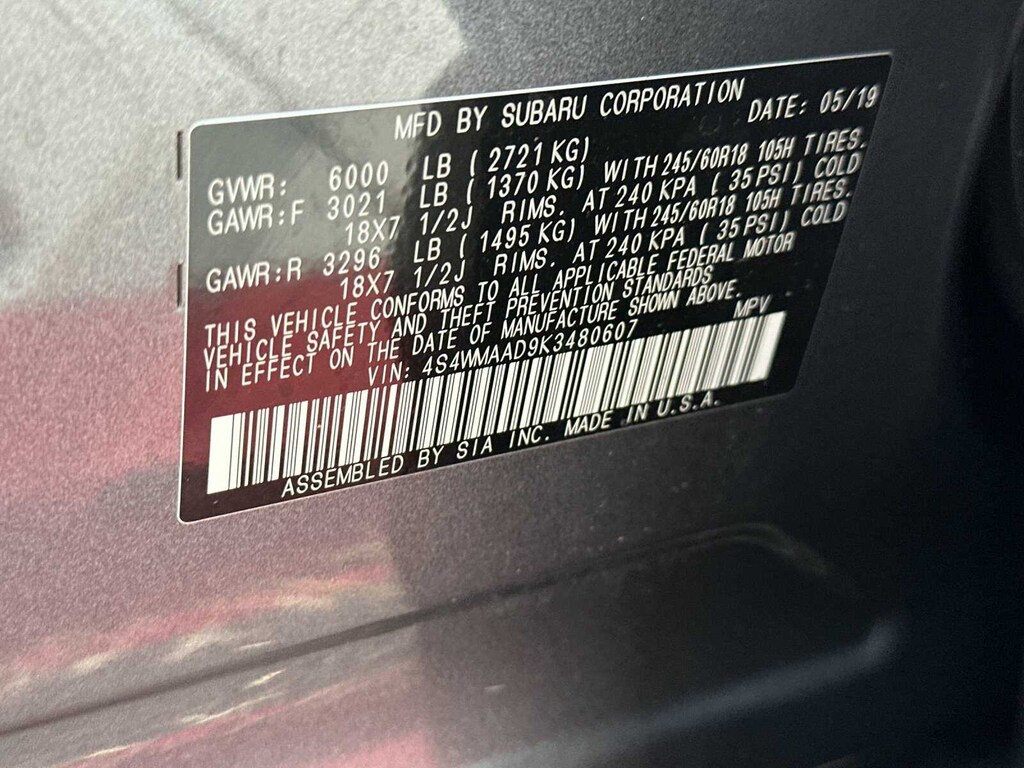 MFD BY SUBARU CORPORATION DATE: 05/19
GVWR: 6000 LB ( 2721 KG)
GAWR:F 3021 LB ( 1370 KG) WITH 245/60R18 105H TIRES.
18X7 1/2J RIMS. AT 240 KPA ( 35 PSI) COLD
GAWR:R 3296 LB ( 1495 KG) WITH 245/60R18 105H TIRES.
18X7 1/2J RIMS. AT 240 KPA ( 35 PSI) COLD
THIS VEHICLE CONFORMS TO ALL APPLICABLE FEDERAL MOTOR
VEHICLE SAFETY AND THEFT PREVENTION STANDARDS
IN EFFECT ON THE DATE OF MANUFACTURE SHOWN ABOVE.
VIN: 4S4WMAAD9K3480607 MPV
ASSEMBLED BY SIA INC. MADE IN U.S.A.